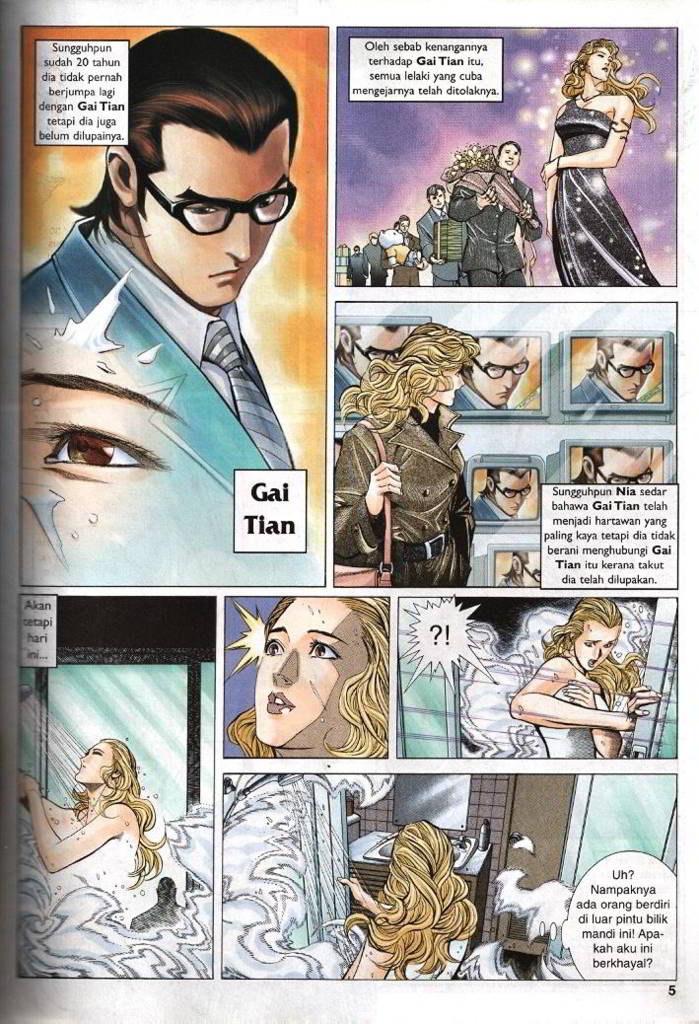 Sungguhpun
sudah 20 tahun
dia tidak pernah
berjumpa lagi
dengan Gai Tian
tetapi dia juga
belum dilupainya.
Oleh sebab kenangannya
terhadap Gai Tian itu,
semua lelaki yang cuba
mengejarnya telah ditolaknya.
Gai
Tian
Sungguhpun Nia sedar
bahawa Gai Tian telah
menjadi hartawan yang
paling kaya tetapi dia tidak
berani menghubungi Gai
Tian itu kerana takut
dia telah dilupakan.
Akan
tetapi
hari
ini...
?!
Uh?
Nampaknya
ada orang berdiri
di luar pintu bilik
mandi ini! Apa-
kah aku ini
berkhayal?
5